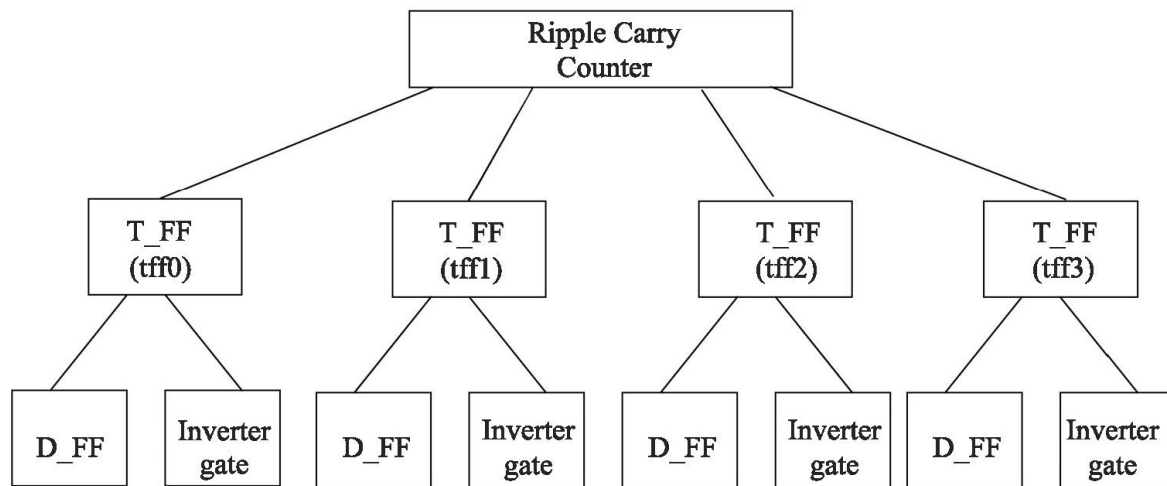 Ripple Carry
Counter
T_FF
(tff0)
T_FF
(tff1)
T_FF
(tff2)
T_FF
(tff3)
D_FF
Inverter
gate
D_FF
Inverter
gate
D_FF
Inverter
gate
D_FF
Inverter
gate